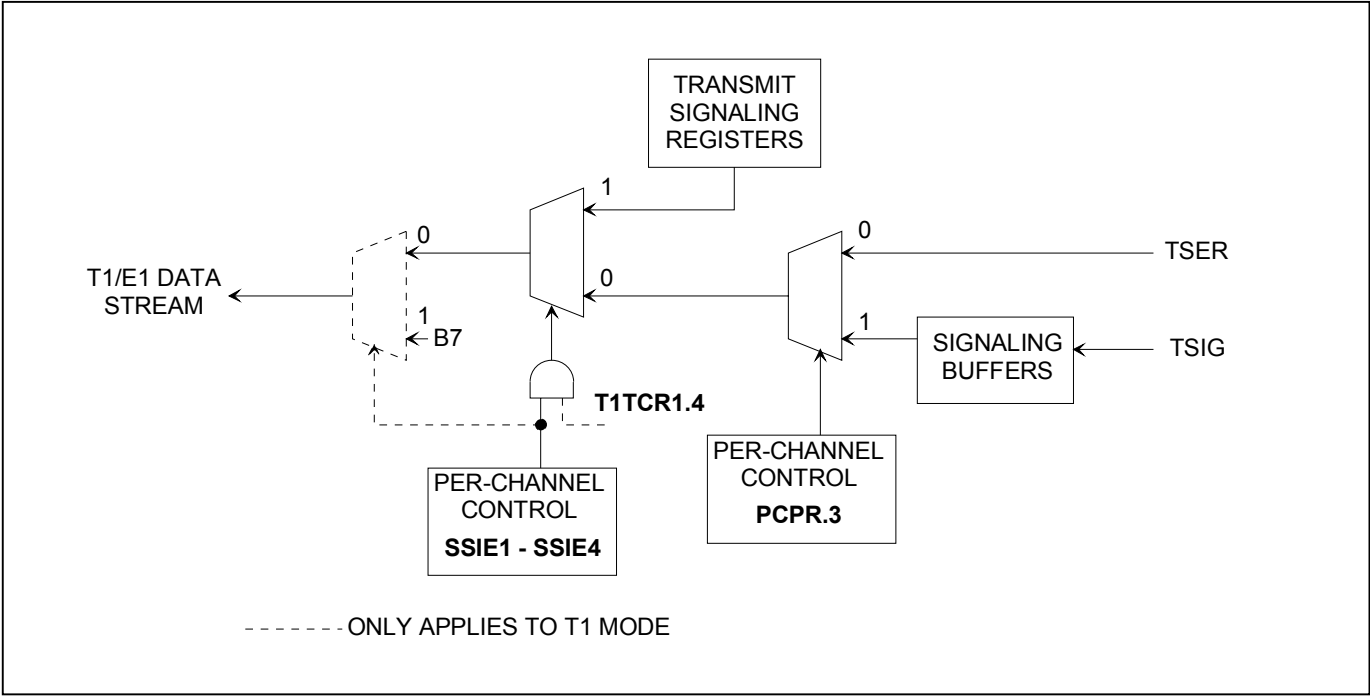 TRANSMIT
SIGNALING
REGISTERS
1
0
0
TSER
T1/E1 DATA
STREAM
0
1
B7
1
SIGNALING
BUFFERS
TSIG
T1TCR1.4
PER-CHANNEL
CONTROL
PCPR.3
PER-CHANNEL
CONTROL
SSIE1 - SSIE4
ONLY APPLIES TO T1 MODE